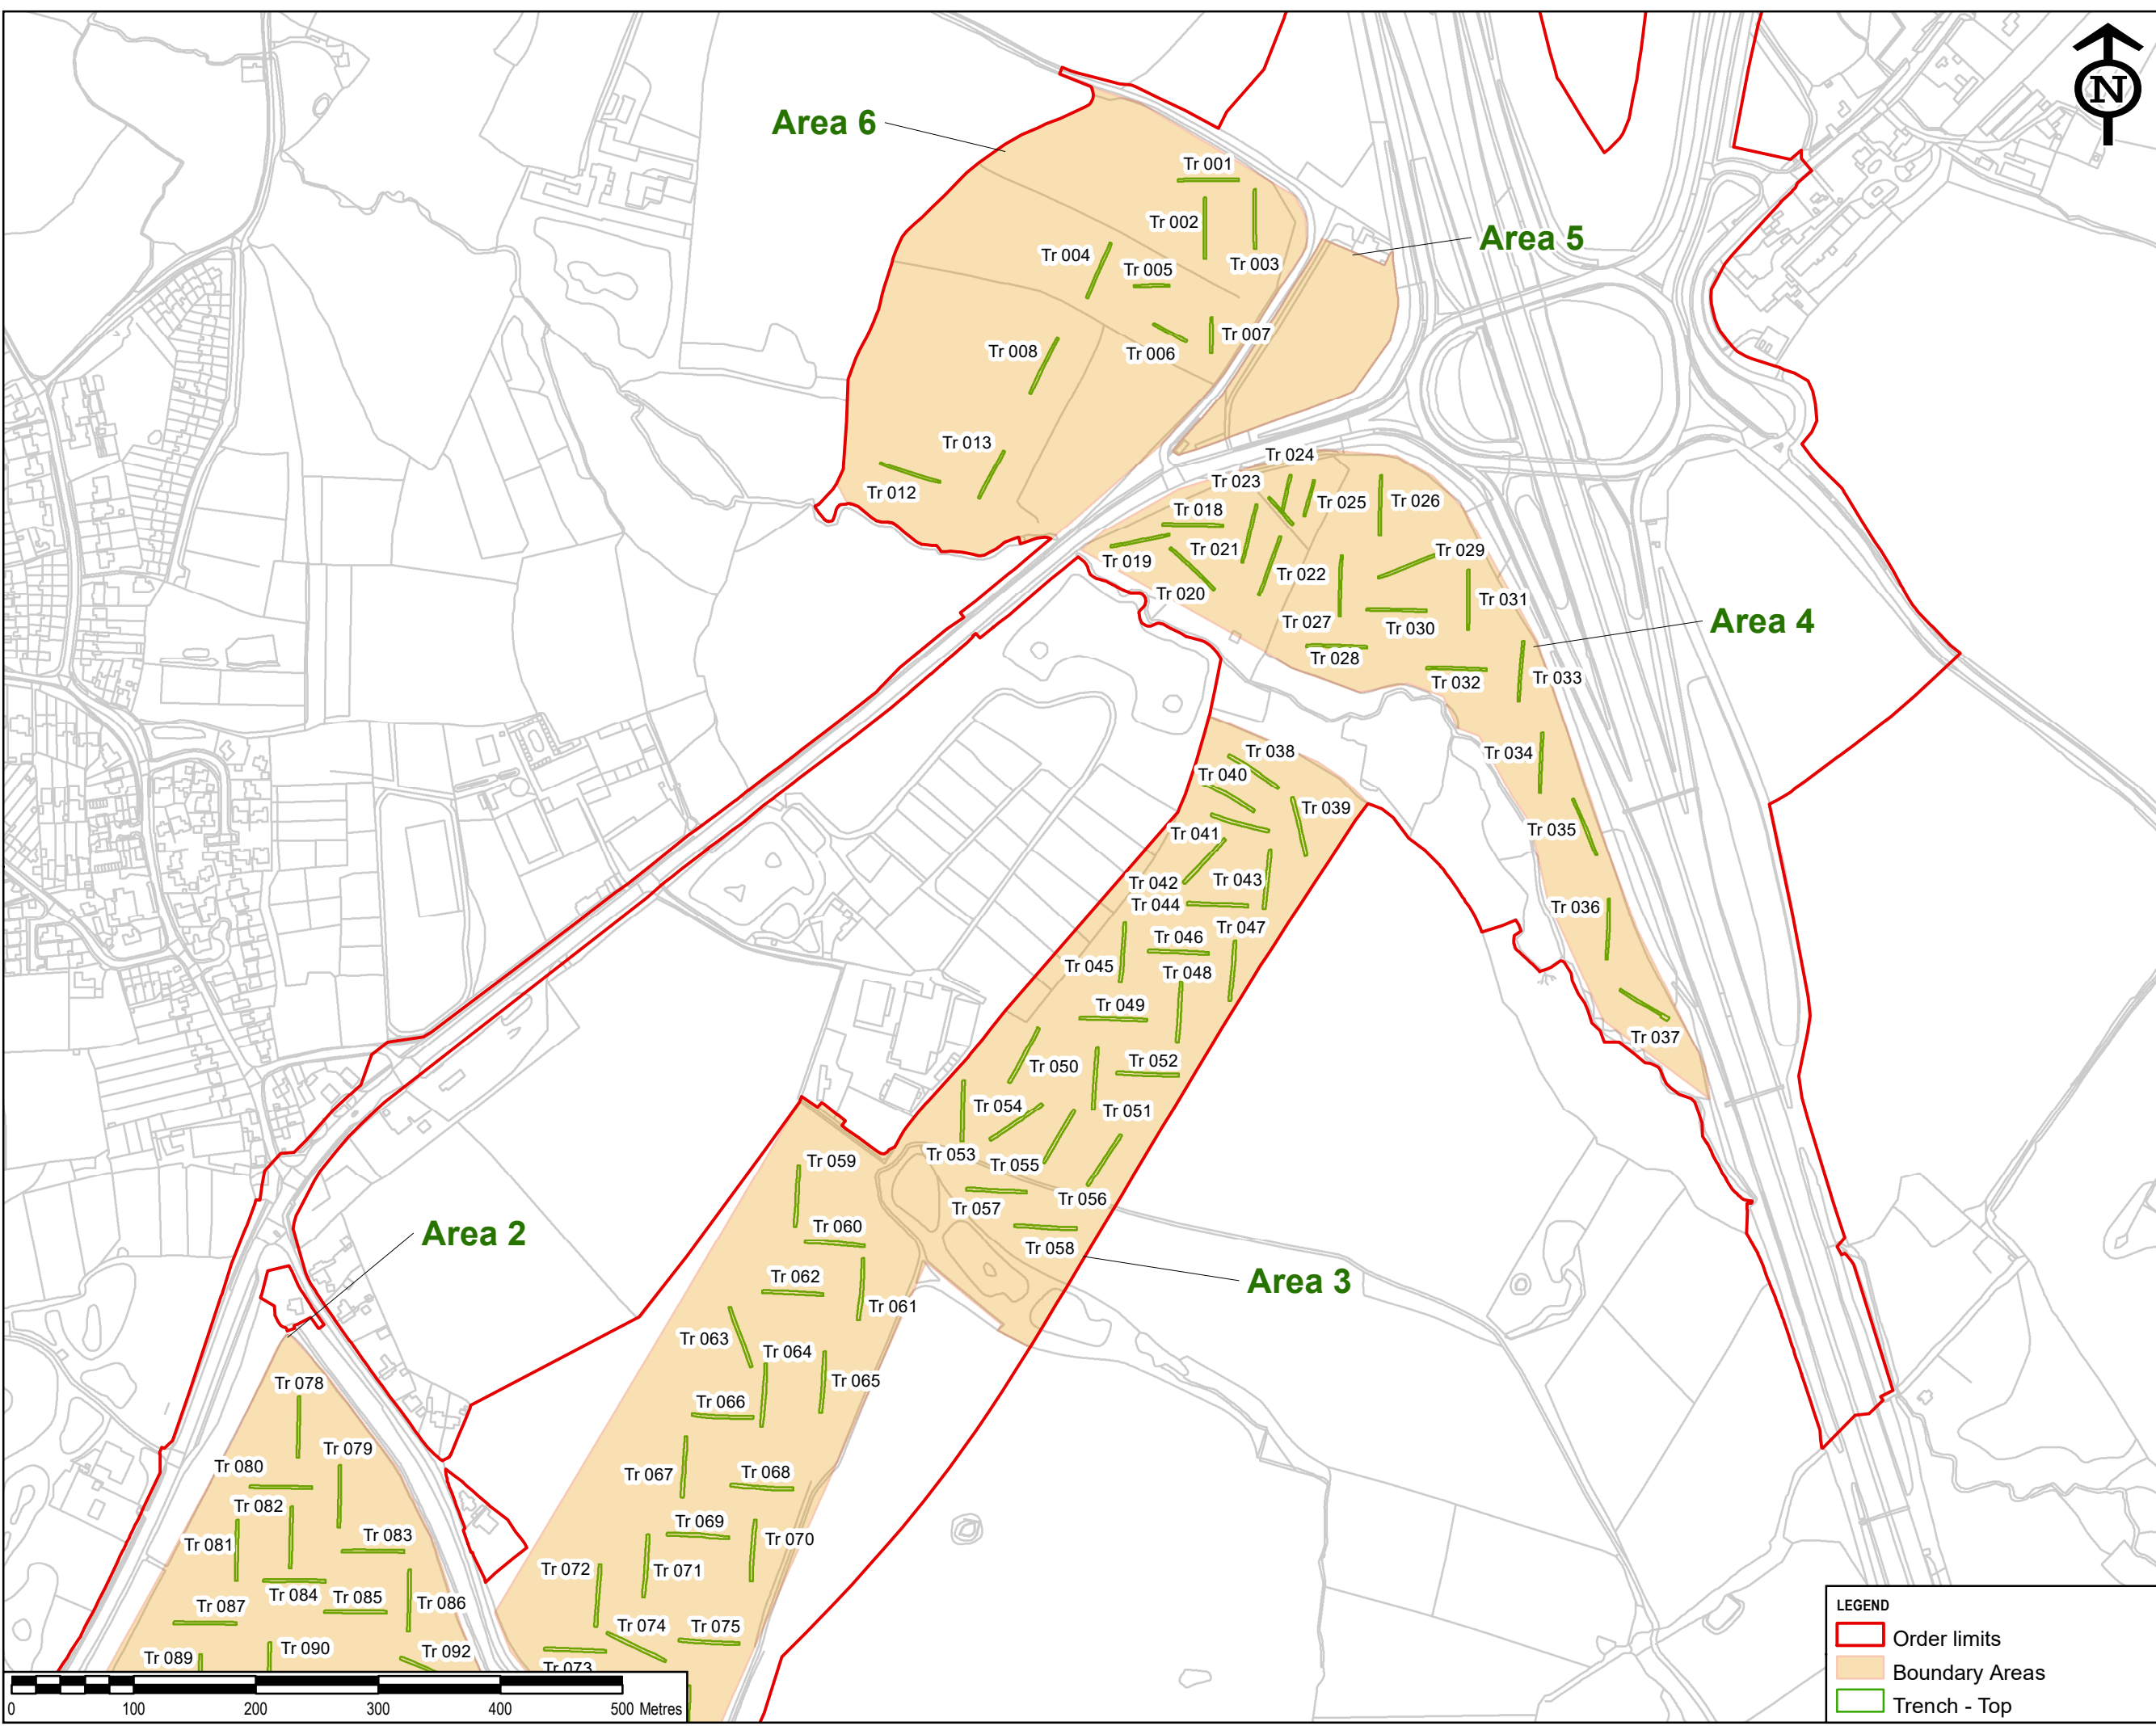 N
Area 6
Tr 001
Tr 002
Area 5
Tr 004
Tr 005
Tr 003
Tr 007
Tr 008
Tr 006
Tr 013
Tr 024
Tr 023
Tr 012
Tr 025
Tr 026
Tr 018
Tr 021
Tr 029
Tr 019
Tr 022
Tr 020
Tr 031
Tr 027
Tr 030
Area 4
Tr 028
Tr 032
Tr 033
Tr 038
Tr 034
Tr 040
Tr 039
Tr 041
Tr 035
Tr 042
Tr 043
Tr 044
Tr 036
Tr 047
Tr 046
Tr 045
Tr 048
Tr 049
Tr 037
Tr 050
Tr 052
Tr 054
Tr 051
Tr 053
Tr 059
Tr 055
Tr 056
Tr 057
Tr 060
Area 2
Tr 058
Tr 062
Area 3
Tr 061
Tr 063
Tr 064
Tr 078
Tr 065
Tr 066
Tr 079
Tr 080
Tr 067
Tr 068
Tr 082
Tr 069
Tr 083
Tr 081
Tr 070
Tr 072
Tr 071
Tr 084
Tr 085
Tr 086
Tr 087
Tr 074
Tr 075
Tr 090
Tr 092
Tr 089
Tr 073
0 100 200 300 400 500 Metres
LEGEND
Order limits
Boundary Areas
Trench - Top